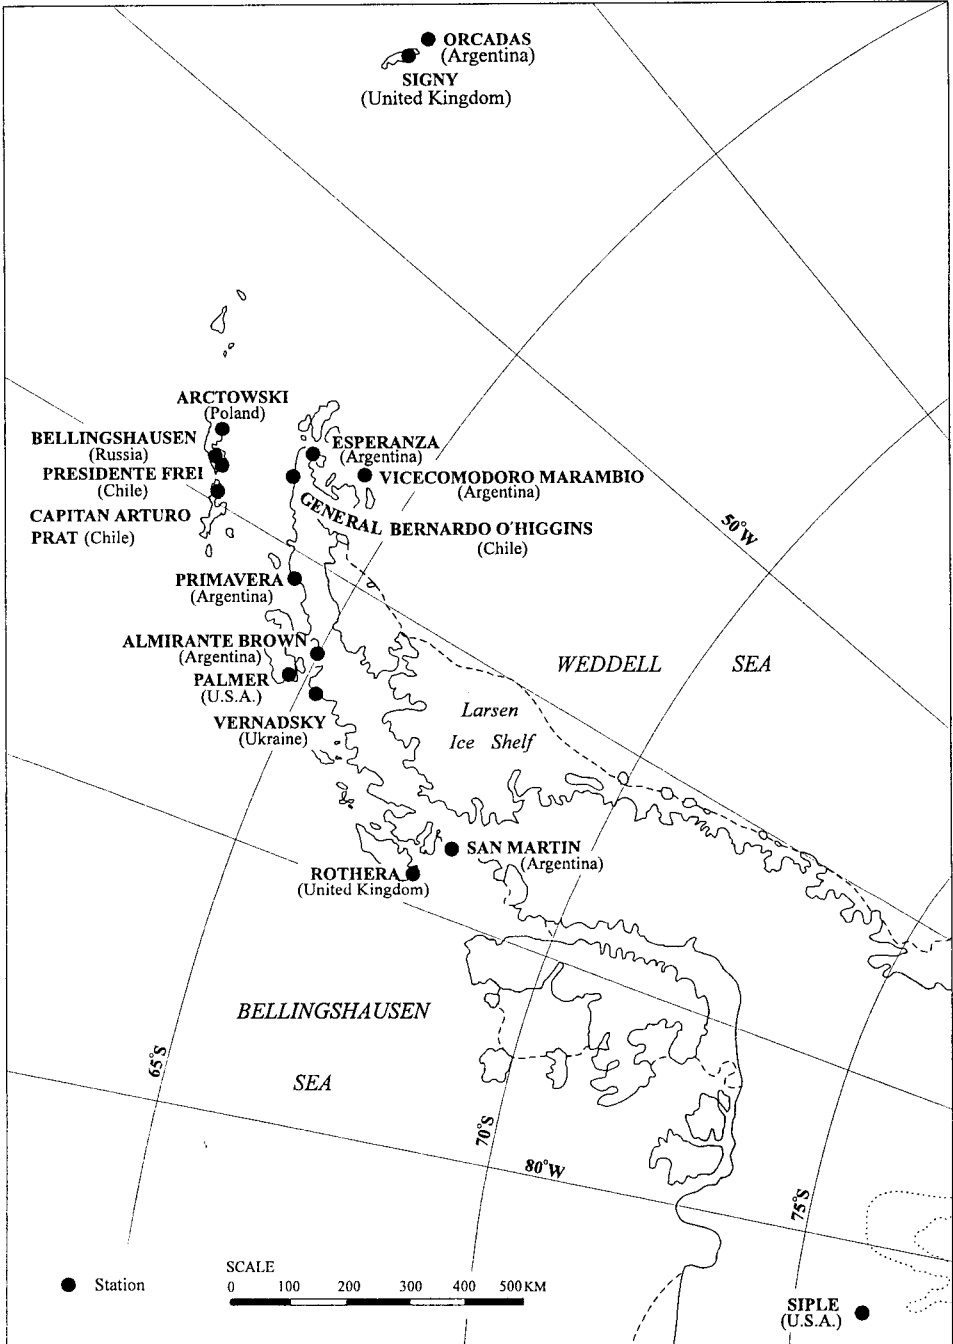 ORCADAS
(Argentina)
SIGNY
(United Kingdom)
ARCTOWSKI
(Poland)
BELLINGSHAUSEN
(Russia)
PRESIDENTE FREI
(Chile)
CAPITAN ARTURO
PRAT (Chile)
ESPERANZA
(Argentina)
VICECOMODORO MARAMBIO
(Argentina)
GENERAL BERNARDO O'HIGGINS
(Chile)
50°W
PRIMAVERA
(Argentina)
ALMIRANTE BROWN
(Argentina)
PALMER
(U.S.A.)
VERNADSKY
(Ukraine)
WEDDELL SEA
Larsen
Ice Shelf
SAN MARTIN
(Argentina)
ROTHERA
(United Kingdom)
BELLINGSHAUSEN
SEA
65°S
70°S
80°W
75°S
Station
SCALE
0 100 200 300 400 500 KM
SIPLE
(U.S.A.)